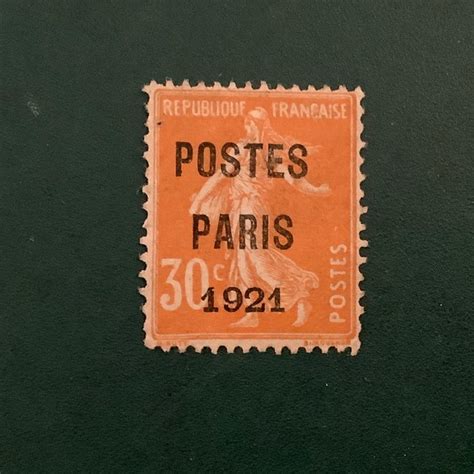 REPUBLIQUE FRANÇAISE
POSTES
PARIS
30c
1921
POSTES